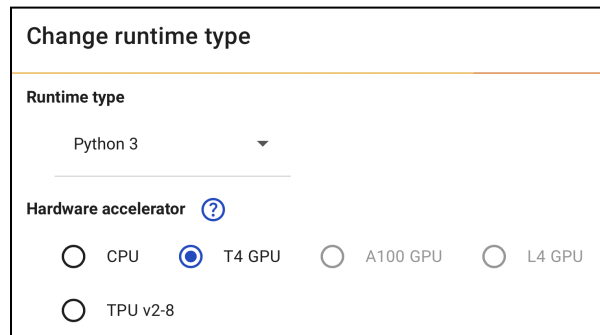 Change runtime type
Runtime type
Python 3
Hardware accelerator ?
CPU T4 GPU A100 GPU L4 GPU
TPU v2-8